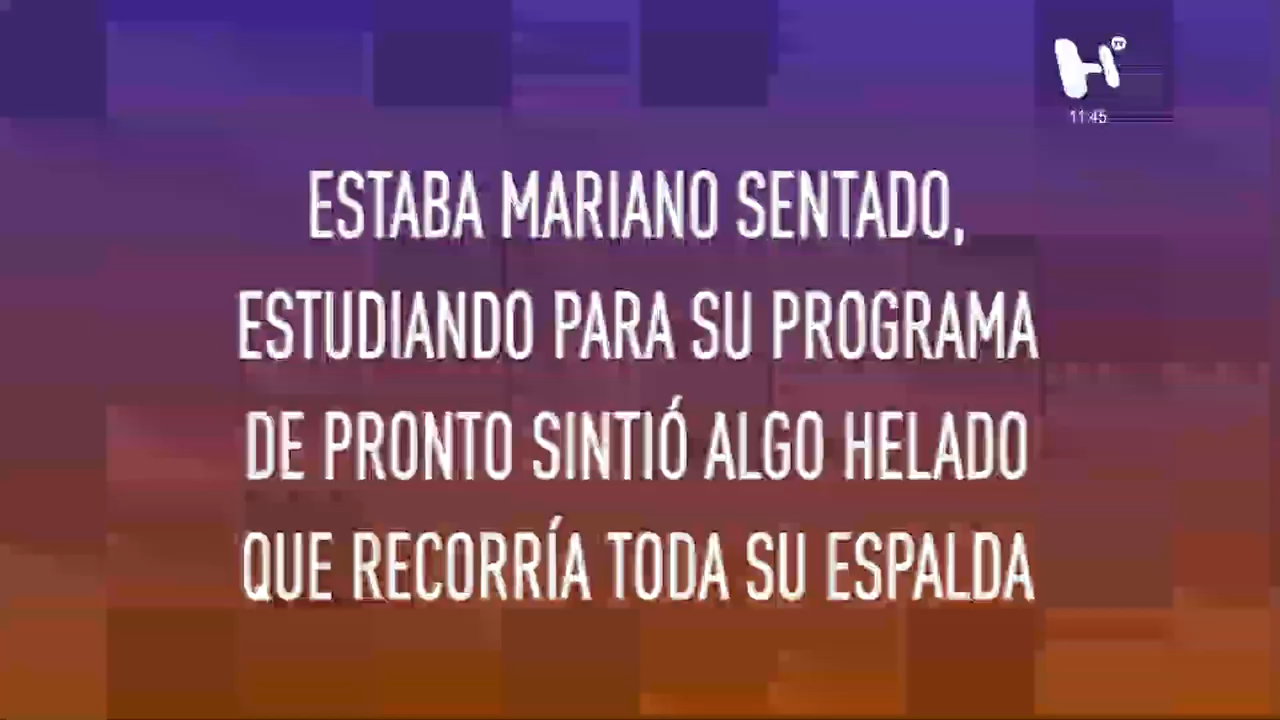 H TV
11:45
ESTABA MARIANO SENTADO,
ESTUDIANDO PARA SU PROGRAMA
DE PRONTO SINTIÓ ALGO HELADO
QUE RECORRÍA TODA SU ESPALDA